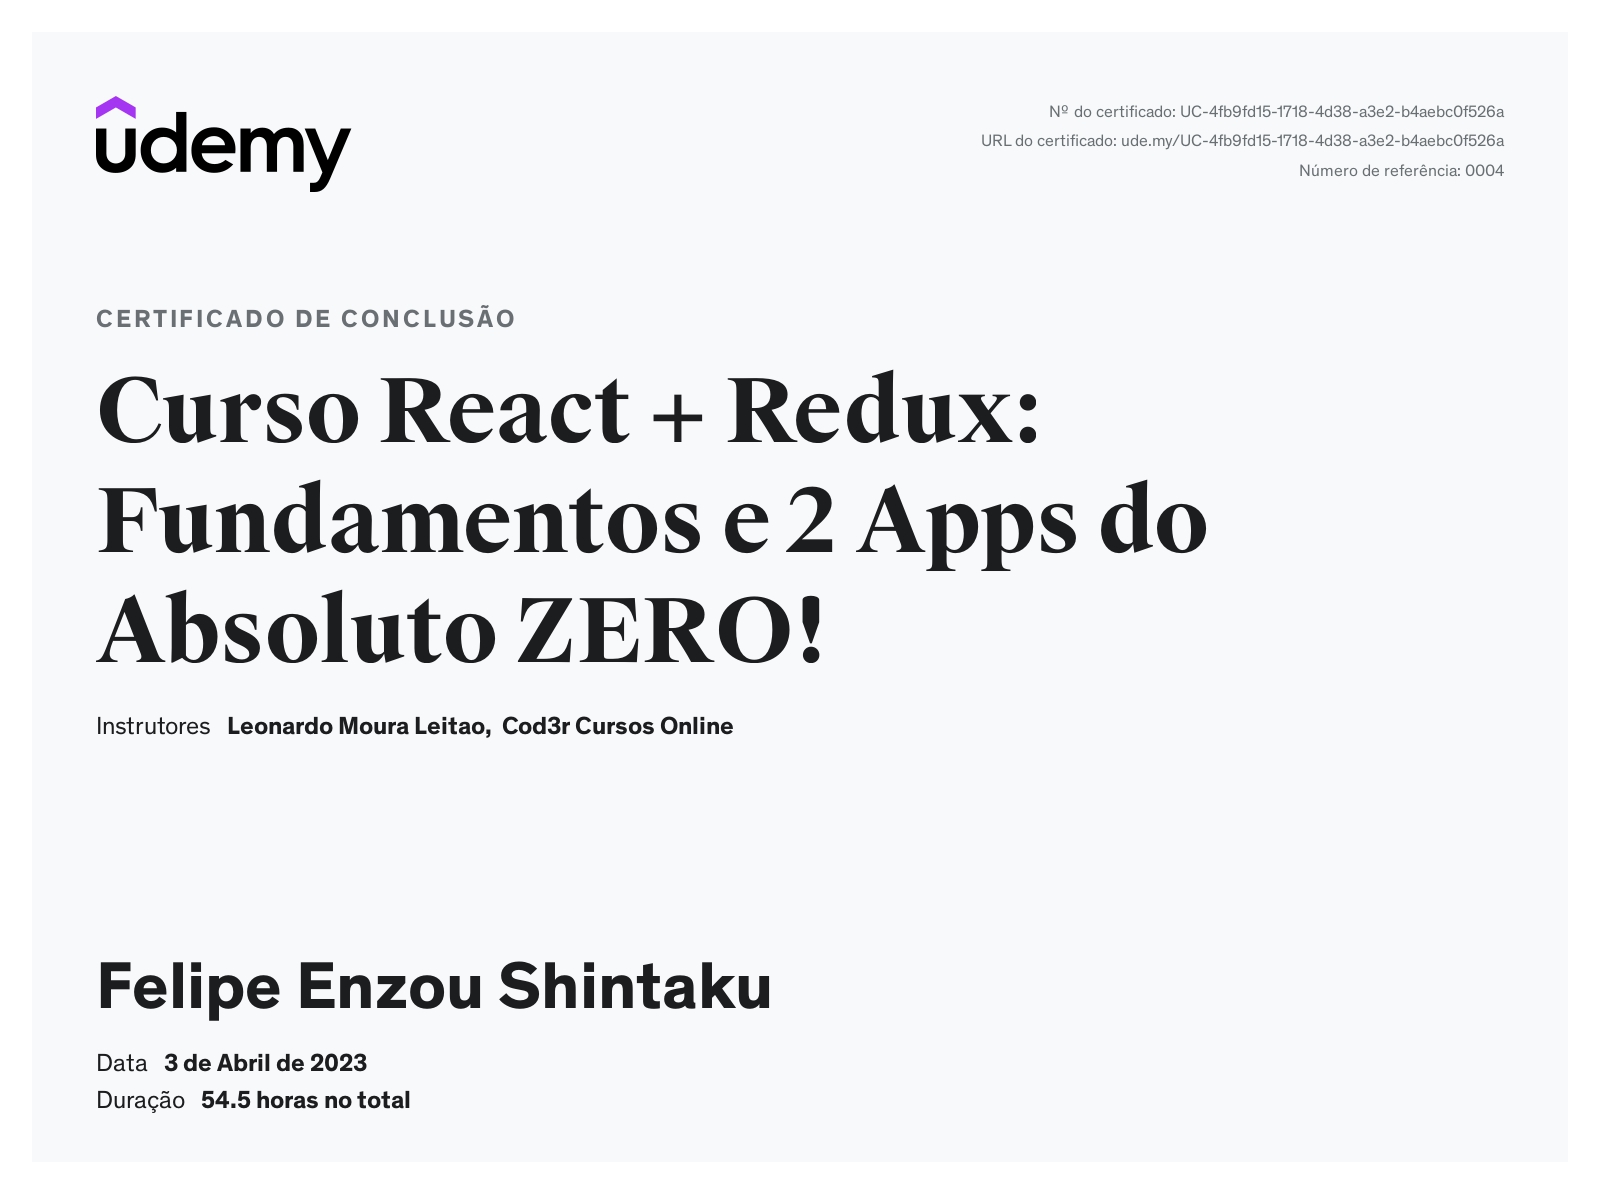 udemy
Nº do certificado: UC-4fb9fd15-1718-4d38-a3e2-b4aebc0f526a
URL do certificado: ude.my/UC-4fb9fd15-1718-4d38-a3e2-b4aebc0f526a
Número de referência: 0004
CERTIFICADO DE CONCLUSÃO
Curso React + Redux:
Fundamentos e 2 Apps do
Absoluto ZERO!
Instrutores Leonardo Moura Leitao, Cod3r Cursos Online
Felipe Enzou Shintaku
Data 3 de Abril de 2023
Duração 54.5 horas no total